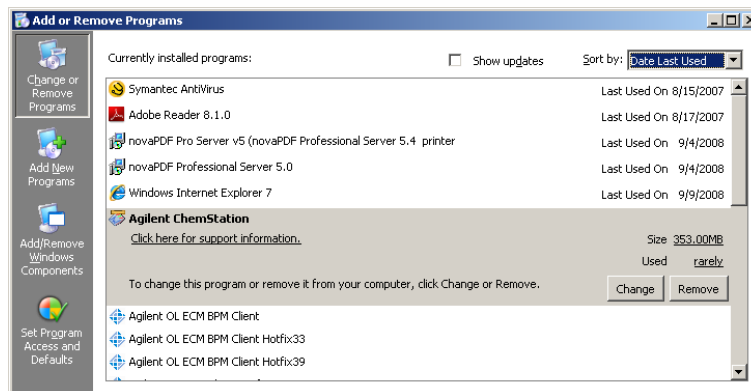 Add or Remove Programs
Change or
Remove
Programs
Add New
Programs
Add/Remove
Windows
Components
Set Program
Access and
Defaults
Currently installed programs:
Show updates
Sort by: Date Last Used
Symantec AntiVirus Last Used On 8/15/2007
Adobe Reader 8.1.0 Last Used On 8/17/2007
novaPDF Pro Server v5 (novaPDF Professional Server 5.4 printer Last Used On 9/4/2008
novaPDF Professional Server 5.0 Last Used On 9/4/2008
Windows Internet Explorer 7 Last Used On 9/9/2008
Agilent ChemStation
Click here for support information. Size 353.00MB
Used rarely
To change this program or remove it from your computer, click Change or Remove. Change Remove
Agilent OL ECM BPM Client
Agilent OL ECM BPM Client Hotfix33
Agilent OL ECM BPM Client Hotfix39